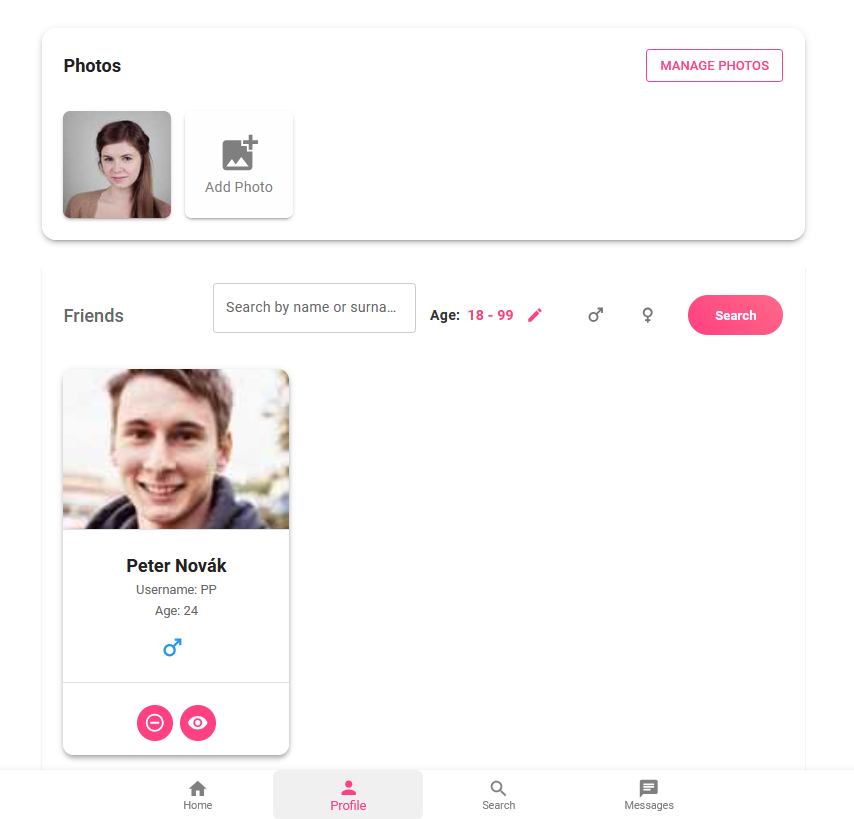 Photos
MANAGE PHOTOS
Add Photo
Friends
Search by name or surna...
Age: 18 - 99
Search
Peter Novák
Username: PP
Age: 24
Home
Profile
Search
Messages